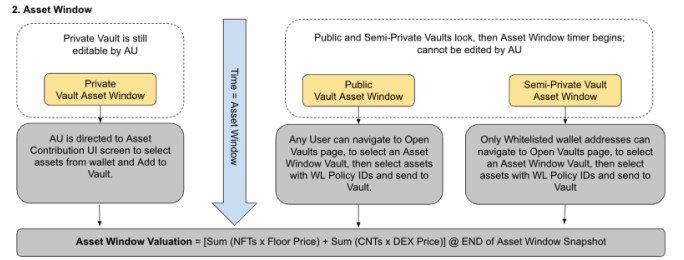 2. Asset Window
Private Vault is still
editable by AU
Public and Semi-Private Vaults lock, then Asset Window timer begins;
cannot be edited by AU
Private
Vault Asset Window
Time = Asset Window
Public
Vault Asset Window
Semi-Private Vault
Asset Window
AU is directed to Asset
Contribution UI screen to select
assets from wallet and Add to
Vault.
Any User can navigate to Open
Vaults page, to select an Asset
Window Vault, then select assets
with WL Policy IDs and send to
Vault.
Only Whitelisted wallet addresses can
navigate to Open Vaults page, to select
an Asset Window Vault, then select
assets with WL Policy IDs and send to
Vault
Asset Window Valuation = [Sum (NFTs x Floor Price) + Sum (CNTs x DEX Price)] @ END of Asset Window Snapshot